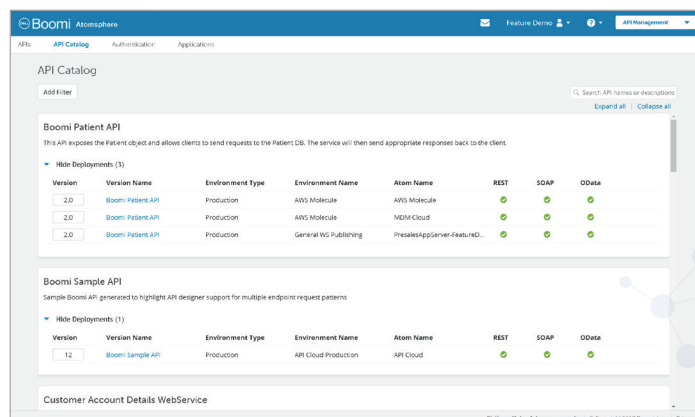 DELL Boomi Atomsphere Feature Demo ? API Management
APIs API Catalog Authentication Applications
API Catalog
Add Filter Search API names or descriptions
Expand all | Collapse all
Boomi Patient API
This API exposes the Patient object and allows clients to send requests to the Patient DB. The service will then send appropriate responses back to the client.
Hide Deployments (3)
Version Version Name Environment Type Environment Name Atom Name REST SOAP OData
2.0 Boomi Patient API Production AWS Molecule AWS Molecule
2.0 Boomi Patient API Production AWS Molecule MDM Cloud
2.0 Boomi Patient API Production General WS Publishing PresalesAppServer-FeatureD...
Boomi Sample API
Sample Boomi API generated to highlight API designer support for multiple endpoint request patterns
Hide Deployments (1)
Version Version Name Environment Type Environment Name Atom Name REST SOAP OData
12 Boomi Sample API Production API Cloud Production API Cloud
Customer Account Details WebService